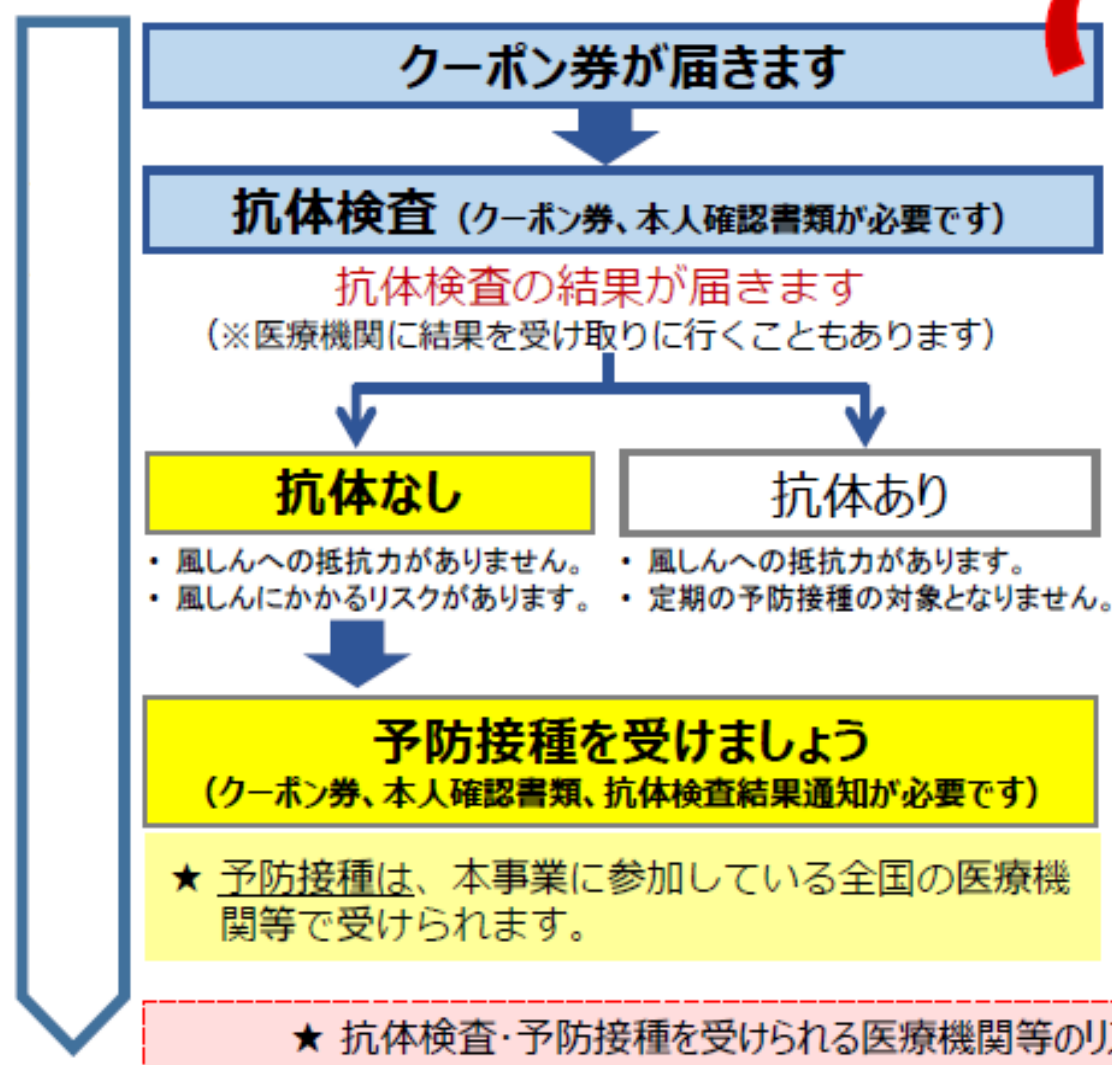 クーポン券が届きます
抗体検査（クーポン券、本人確認書類が必要です）
抗体検査の結果が届きます
（※医療機関に結果を受け取りに行くこともあります）
抗体なし
・ 風しんへの抵抗力がありません。
・ 風しんにかかるリスクがあります。
抗体あり
・ 風しんへの抵抗力があります。
・ 定期の予防接種の対象となりません。
予防接種を受けましょう
（クーポン券、本人確認書類、抗体検査結果通知が必要です）
★ 予防接種は、本事業に参加している全国の医療機
関等で受けられます。
★ 抗体検査・予防接種を受けられる医療機関等の